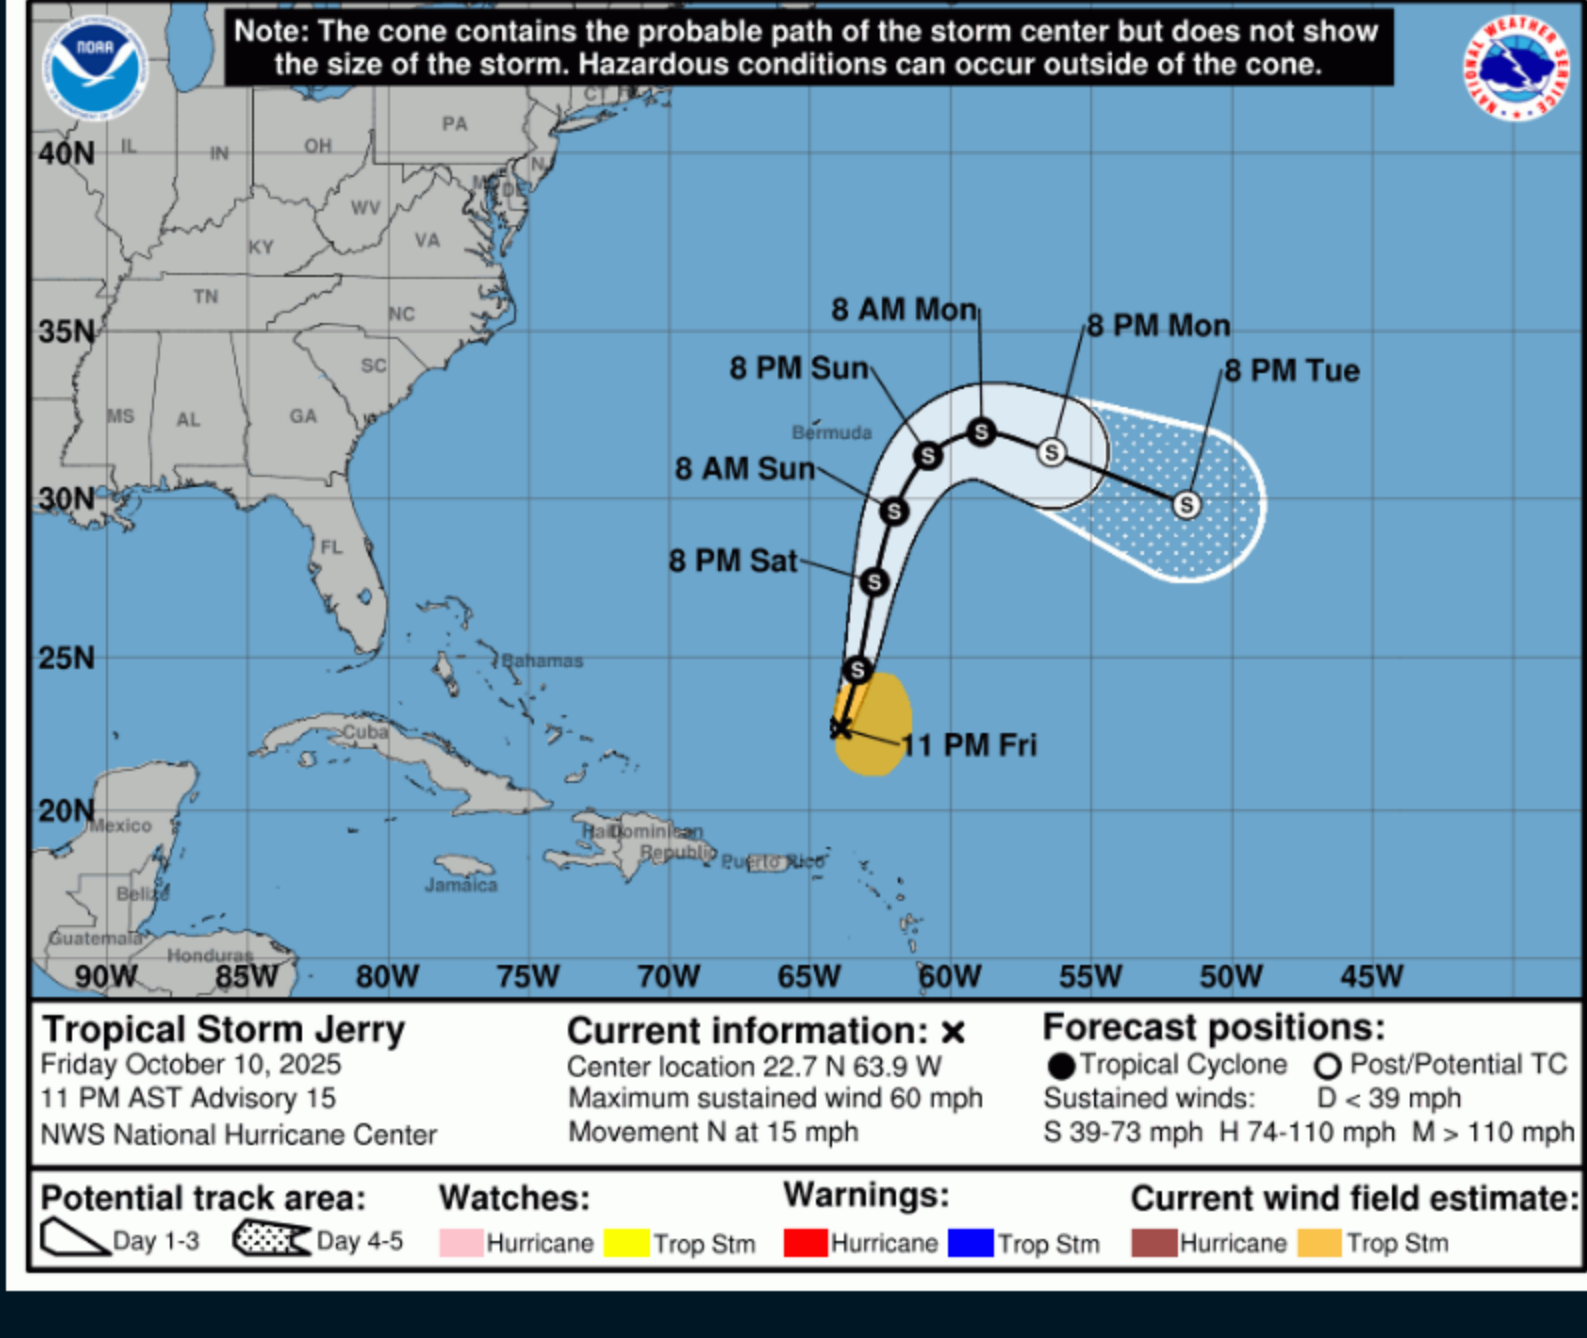 Note: The cone contains the probable path of the storm center but does not show
the size of the storm. Hazardous conditions can occur outside of the cone.
NOAA
NATIONAL WEATHER SERVICE
CT
PA
40N
IL
IN
OH
N
DE
WV
KY
VA
TN
NC
8 AM Mon
8 PM Mon
35N
SC
8 PM Sun
8 PM Tue
MS
AL
GA
Bermuda
8 AM Sun
30N
S
S
S
S
S
FL
8 PM Sat
S
25N
Bahamas
S
Cuba
11 PM Fri
20N
Mexico
Haiti
Dominican
Republic
Puerto Rico
Jamaica
Belize
Guatemala
Honduras
90W 85W 80W 75W 70W 65W 60W 55W 50W 45W
Tropical Storm Jerry
Friday October 10, 2025
11 PM AST Advisory 15
NWS National Hurricane Center
Current information: x
Center location 22.7 N 63.9 W
Maximum sustained wind 60 mph
Movement N at 15 mph
Forecast positions:
Tropical Cyclone Post/Potential TC
Sustained winds: D < 39 mph
S 39-73 mph H 74-110 mph M > 110 mph
Potential track area:
Day 1-3 Day 4-5
Watches:
Hurricane Trop Stm
Warnings:
Hurricane Trop Stm
Current wind field estimate:
Hurricane Trop Stm